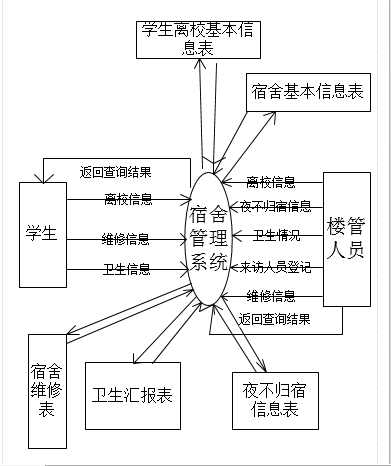 学生离校基本信
息表
宿舍基本信息表
返回查询结果
离校信息
离校信息
夜不归宿信息
学生
宿舍
管理
系统
楼管
人员
维修信息
卫生情况
卫生信息
来访人员登记
维修信息
返回查询结果
宿舍
维修
表
卫生汇报表
夜不归宿
信息表